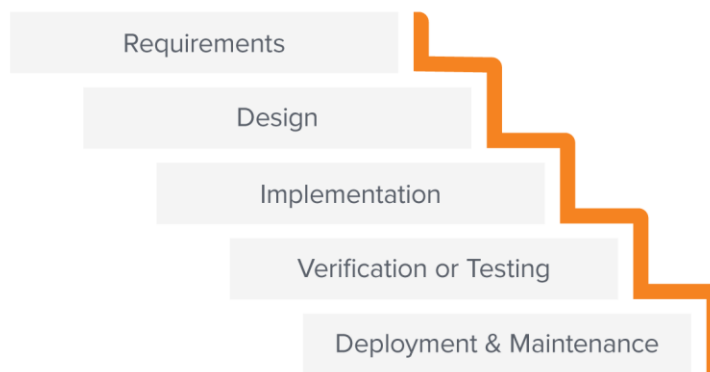 Requirements
Design
Implementation
Verification or Testing
Deployment & Maintenance